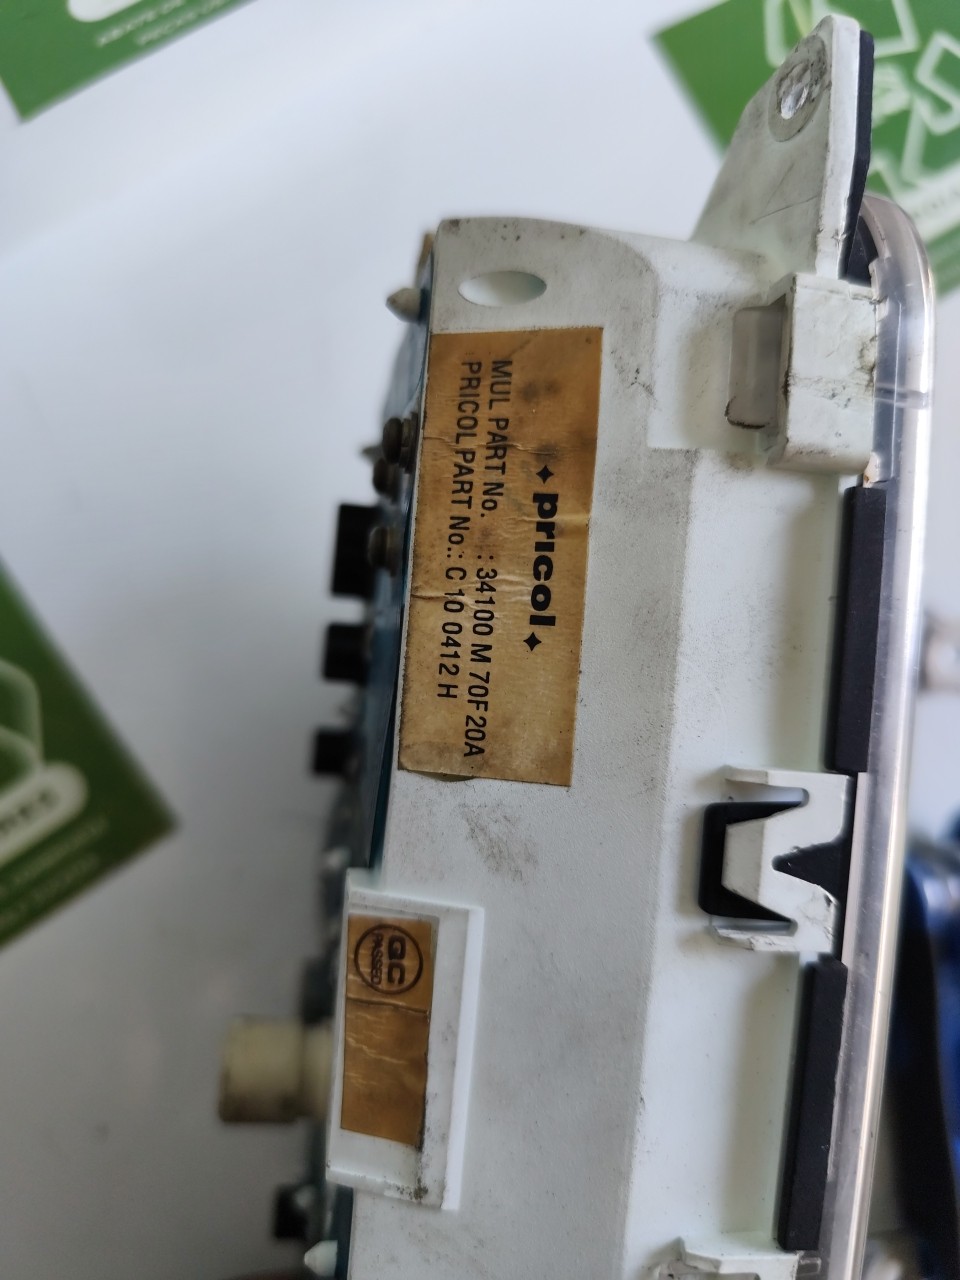 pricol
MUL PART No. : 34100 M 70F20A
PRICOL PART No.: C 10 0412 H
QC
PASSED